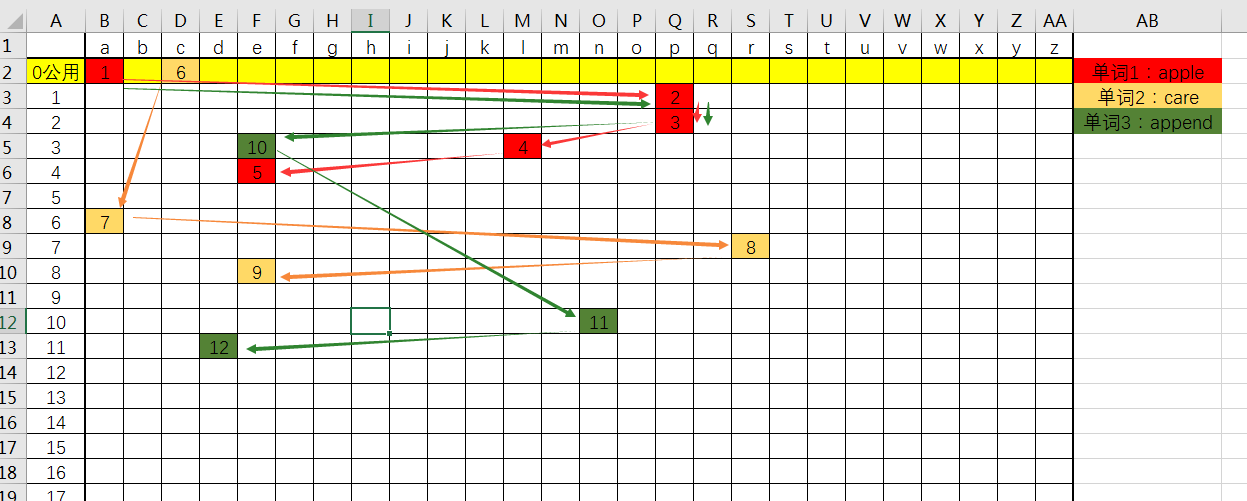 A B C D E F G H I J K L M N O P Q R S T U V W X Y Z AA AB
1 a b c d e f g h i j k l m n o p q r s t u v w x y z
2 0公用 1 6 单词1：apple
3 1 2 单词2：care
4 2 3 单词3：append
5 3 10 4
6 4 5
7 5
8 6 7
9 7 8
10 8 9
11 9
12 10 11
13 11 12
14 12
15 13
16 14
17 15
18 16
19 17